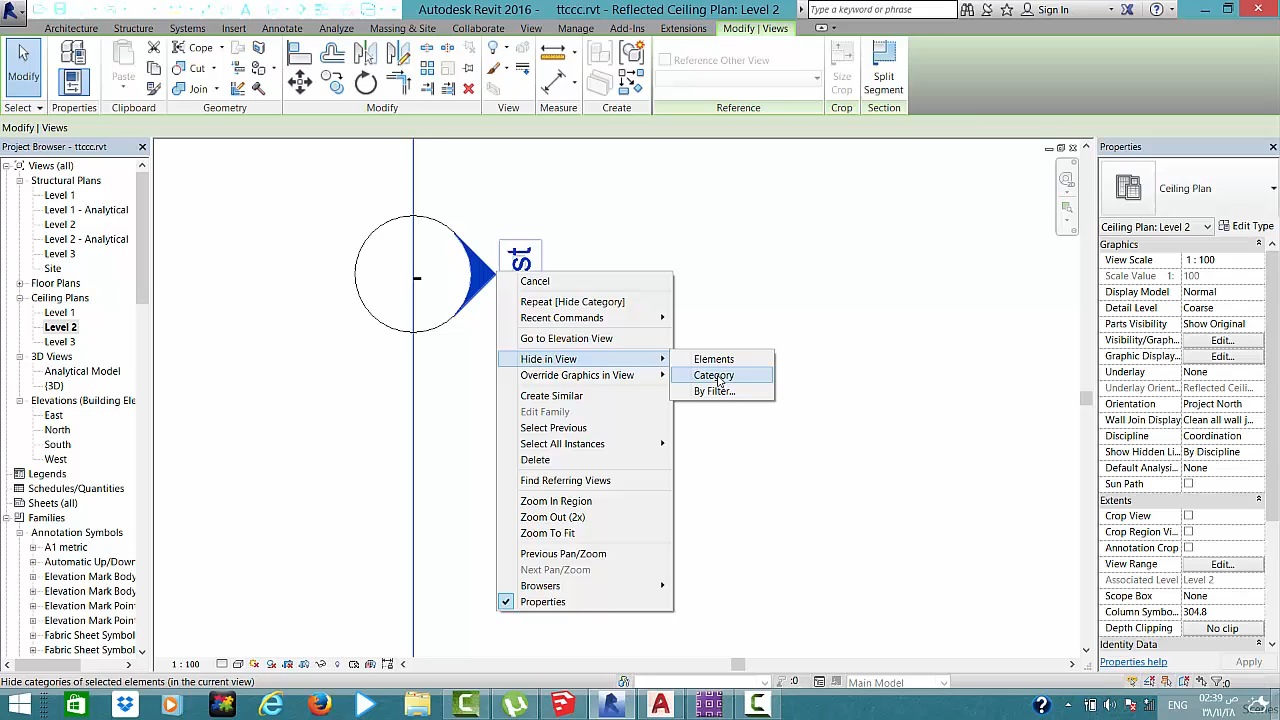 Autodesk Revit 2016 - ttccc.rvt - Reflected Ceiling Plan: Level 2
Type a keyword or phrase
Sign In
Architecture Structure Systems Insert Annotate Analyze Massing & Site Collaborate View Manage Add-Ins Extensions Modify | Views
Modify
Paste
Cope
Cut
Join
Reference Other View
Size Crop
Split Segment
Select Properties Clipboard Geometry Modify View Measure Create Reference Crop Section
Modify | Views
Project Browser - ttccc.rvt
Views (all)
Structural Plans
Level 1
Level 1 - Analytical
Level 2
Level 2 - Analytical
Level 3
Site
Floor Plans
Ceiling Plans
Level 1
Level 2
Level 3
3D Views
Analytical Model
{3D}
Elevations (Building Ele
East
North
South
West
Legends
Schedules/Quantities
Sheets (all)
Families
Annotation Symbols
A1 metric
Automatic Up/Dow
Elevation Mark Body
Elevation Mark Body
Elevation Mark Poin
Elevation Mark Poin
Fabric Sheet Symbol
Fabric Sheet Symbo
st
Cancel
Repeat [Hide Category]
Recent Commands
Go to Elevation View
Hide in View
Override Graphics in View
Create Similar
Edit Family
Select Previous
Select All Instances
Delete
Find Referring Views
Zoom In Region
Zoom Out (2x)
Zoom To Fit
Previous Pan/Zoom
Next Pan/Zoom
Browsers
Properties
Elements
Category
By Filter...
Properties
Ceiling Plan
Ceiling Plan: Level 2
Edit Type
Graphics
View Scale 1 : 100
Scale Value 1: 100
Display Model Normal
Detail Level Coarse
Parts Visibility Show Original
Visibility/Grap... Edit...
Graphic Display... Edit...
Underlay None
Underlay Orien... Reflected Ceilin...
Orientation Project North
Wall Join Display Clean all wall j...
Discipline Coordination
Show Hidden Li... By Discipline
Default Analysi... None
Sun Path
Extents
Crop View
Crop Region Vi...
Annotation Crop
View Range Edit...
Associated Level Level 2
Scope Box None
Column Symbo... 304.8
Depth Clipping No clip
Identity Data
Properties help
Apply
1 : 100
Hide categories of selected elements (in the current view)
:0
Main Model
:0
ENG
02:39 ص